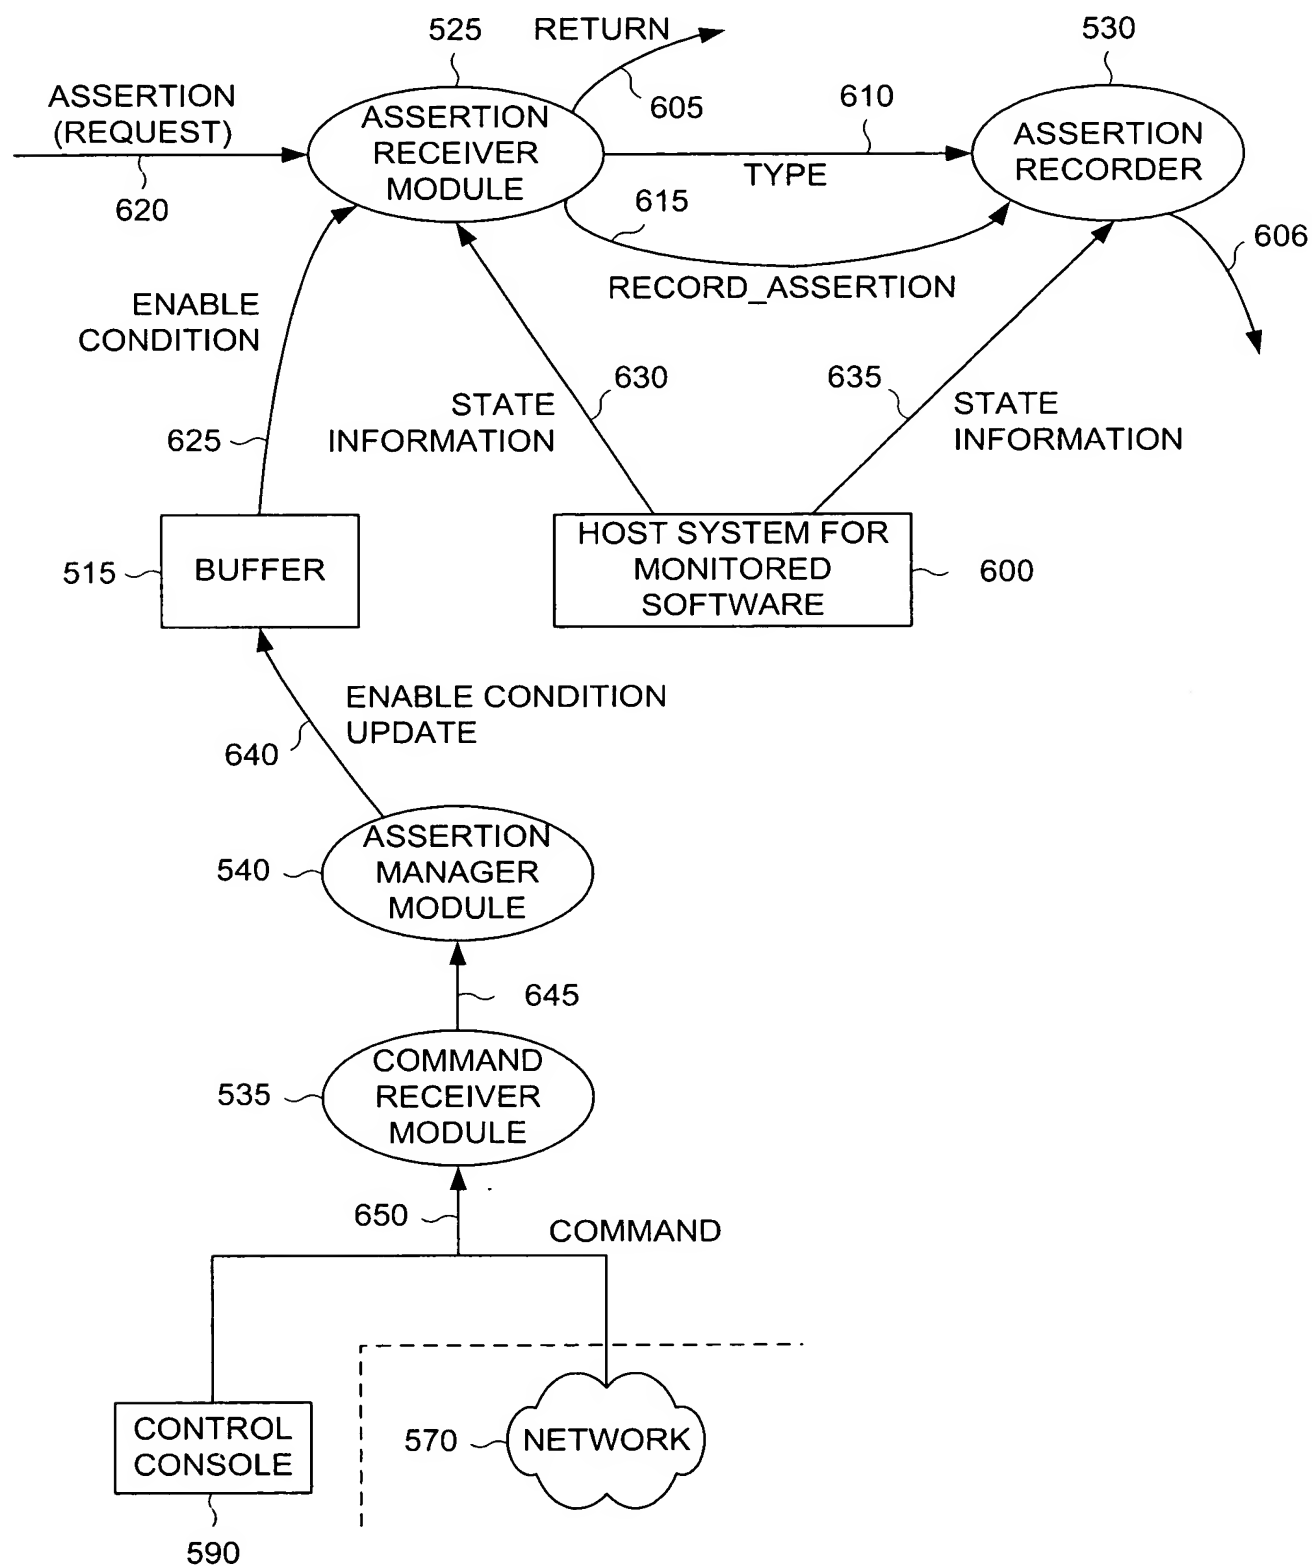 525
RETURN
530
ASSERTION
(REQUEST)
605
610
620
ASSERTION
RECEIVER
MODULE
TYPE
ASSERTION
RECORDER
615
606
RECORD_ASSERTION
ENABLE
CONDITION
625
630
635
STATE
INFORMATION
STATE
INFORMATION
515
BUFFER
HOST SYSTEM FOR
MONITORED
SOFTWARE
600
ENABLE CONDITION
UPDATE
640
540
ASSERTION
MANAGER
MODULE
645
535
COMMAND
RECEIVER
MODULE
650
COMMAND
CONTROL
CONSOLE
590
570
NETWORK